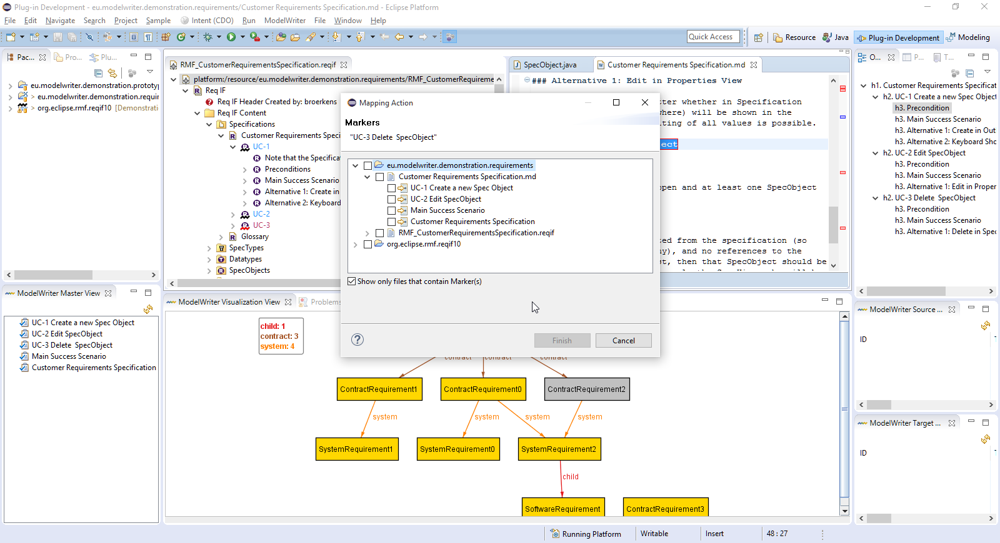 Plug-in Development - eu.modelwriter.demonstration.requirements/Customer Requirements Specification.md - Eclipse Platform
File Edit Navigate Search Project Sample Intent (CDO) Run ModelWriter File Window Help
Quick Access
Resource Java Plug-in Development Modeling
Pac... Pro... Plu...
eu.modelwriter.demonstration.prototyp
> eu.modelwriter.demonstration.requir
> org.eclipse.rmf.reqif10 [Demonstrati
RMF_CustomerRequirementsSpecification.reqif
platform:/resource/eu.modelwriter.demonstration.requirements/RMF_CustomerRequireme
Req IF
Req IF Header Created by: broerkens
Req IF Content
Specifications
Customer Requirements Speci
UC-1
Note that the Specifica
Preconditions
Main Success Scenario
Alternative 1: Create in
Alternative 2: Keyboard
UC-2
UC-3
Glossary
SpecTypes
Datatypes
SpecObjects
SpecObject.java
Customer Requirements Specification.md
### Alternative 1: Edit in Properties View
tter whether in Specification
where) will be shown in the
ting of all values is possible.
ect
open and at least one SpecObject
ted from the specification (so
ny), and no references to the
st, then that SpecObject should be
Mapping Action
Markers
"UC-3 Delete  SpecObject"
eu.modelwriter.demonstration.requirements
Customer Requirements Specification.md
UC-1 Create a new Spec Object
UC-2 Edit SpecObject
Main Success Scenario
Customer Requirements Specification
RMF_CustomerRequirementsSpecification.reqif
org.eclipse.rmf.reqif10
Show only files that contain Marker(s)
Finish
Cancel
O... P... T...
h1. Customer Requirements Specificat
h2. UC-1 Create a new Spec Object
h3. Precondition
h3. Main Success Scenario
h3. Alternative 1: Create in Out
h3. Alternative 2: Keyboard Sho
h2. UC-2 Edit SpecObject
h3. Precondition
h3. Main Success Scenario
h3. Alternative 1: Edit in Proper
h2. UC-3 Delete  SpecObject
h3. Precondition
h3. Main Success Scenario
h3. Alternative 1: Delete in Spec
ModelWriter Master View
UC-1 Create a new Spec Object
UC-2 Edit SpecObject
UC-3 Delete  SpecObject
Main Success Scenario
Customer Requirements Specification
ModelWriter Visualization View
Problems
child: 1
contract: 3
system: 4
contract
contract
contract
ContractRequirement1
ContractRequirement0
ContractRequirement2
system
system
system
system
SystemRequirement1
SystemRequirement0
SystemRequirement2
child
SoftwareRequirement
ContractRequirement3
ModelWriter Source ...
ID
ModelWriter Target ...
ID
Running Platform
Writable
Insert
48 : 27